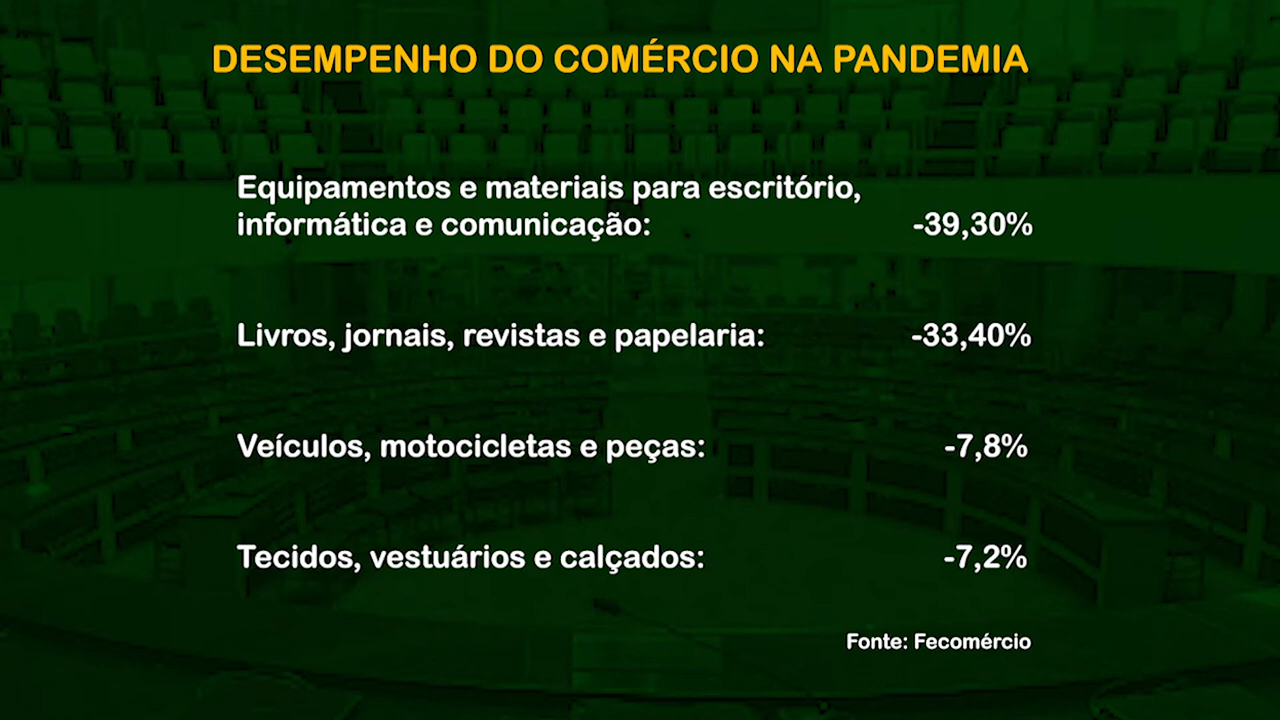 DESEMPENHO DO COMÉRCIO NA PANDEMIA
Equipamentos e materiais para escritório,
informática e comunicação: -39,30%
Livros, jornais, revistas e papelaria: -33,40%
Veículos, motocicletas e peças: -7,8%
Tecidos, vestuários e calçados: -7,2%
Fonte: Fecomércio